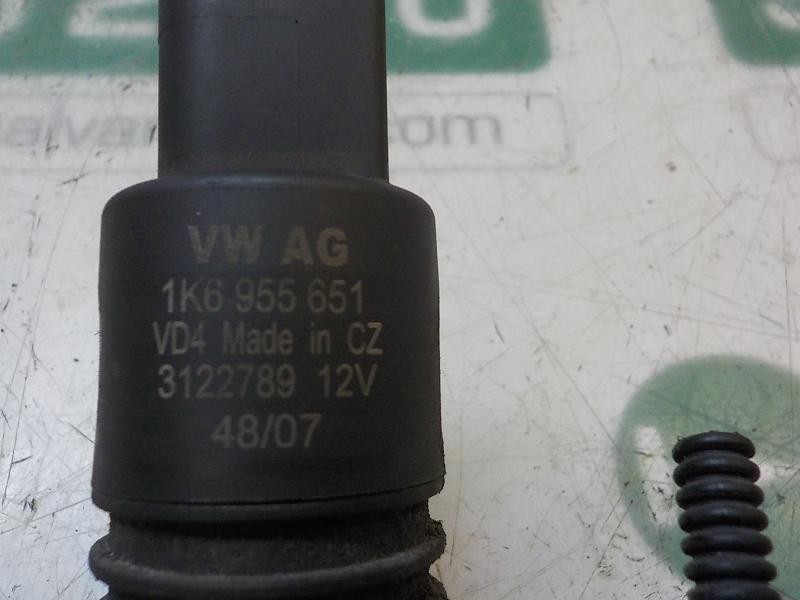 VW AG
1K6 955 651
VD4 Made in CZ
3122789 12V
48/07